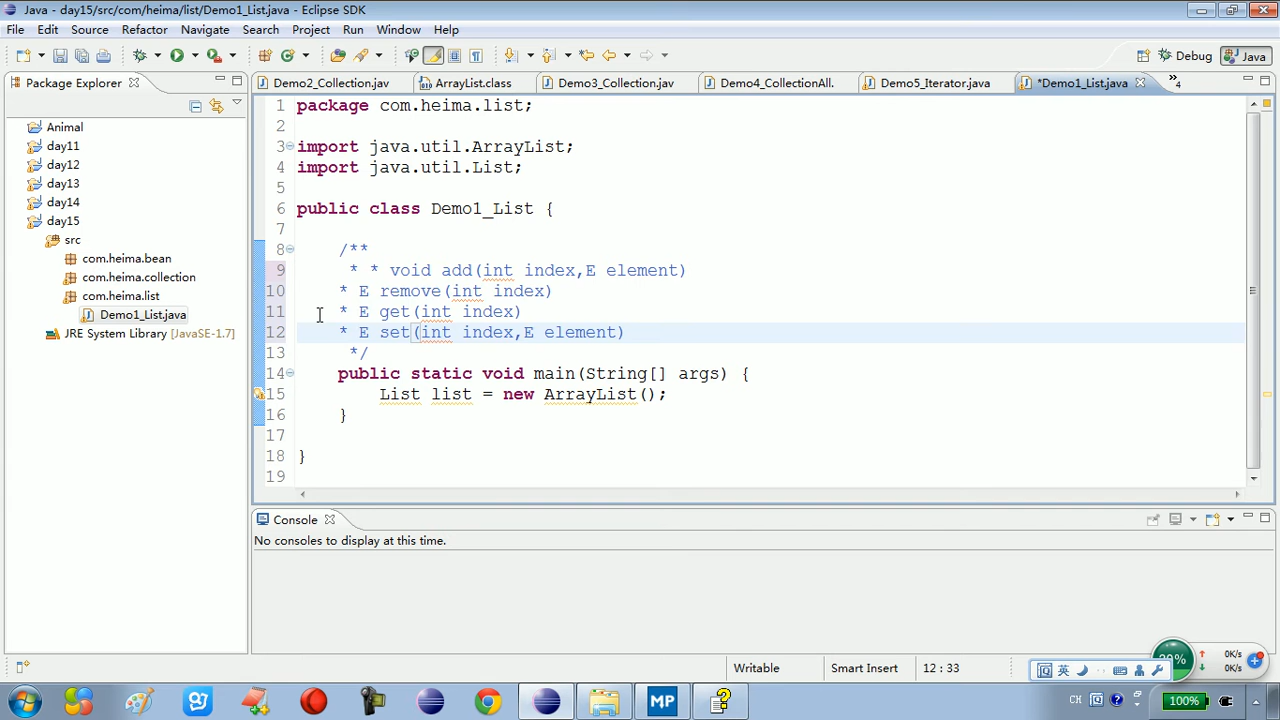 Java - day15/src/com/heima/list/Demo1_List.java - Eclipse SDK
File Edit Source Refactor Navigate Search Project Run Window Help
Debug Java
Package Explorer
Demo2_Collection.jav ArrayList.class Demo3_Collection.jav Demo4_CollectionAll. Demo5_Iterator.java *Demo1_List.java 4
Animal
day11
day12
day13
day14
day15
src
com.heima.bean
com.heima.collection
com.heima.list
Demo1_List.java
JRE System Library [JavaSE-1.7]
1 package com.heima.list;
2
3 import java.util.ArrayList;
4 import java.util.List;
5
6 public class Demo1_List {
7
8 /**
9 * * void add(int index,E element)
10 * E remove(int index)
11 * E get(int index)
12 * E set(int index,E element)
13 */
14 public static void main(String[] args) {
15 List list = new ArrayList();
16 }
17
18 }
19
Console
No consoles to display at this time.
Writable Smart Insert 12 : 33
0K/s
0K/s
英
MP
CH
100%